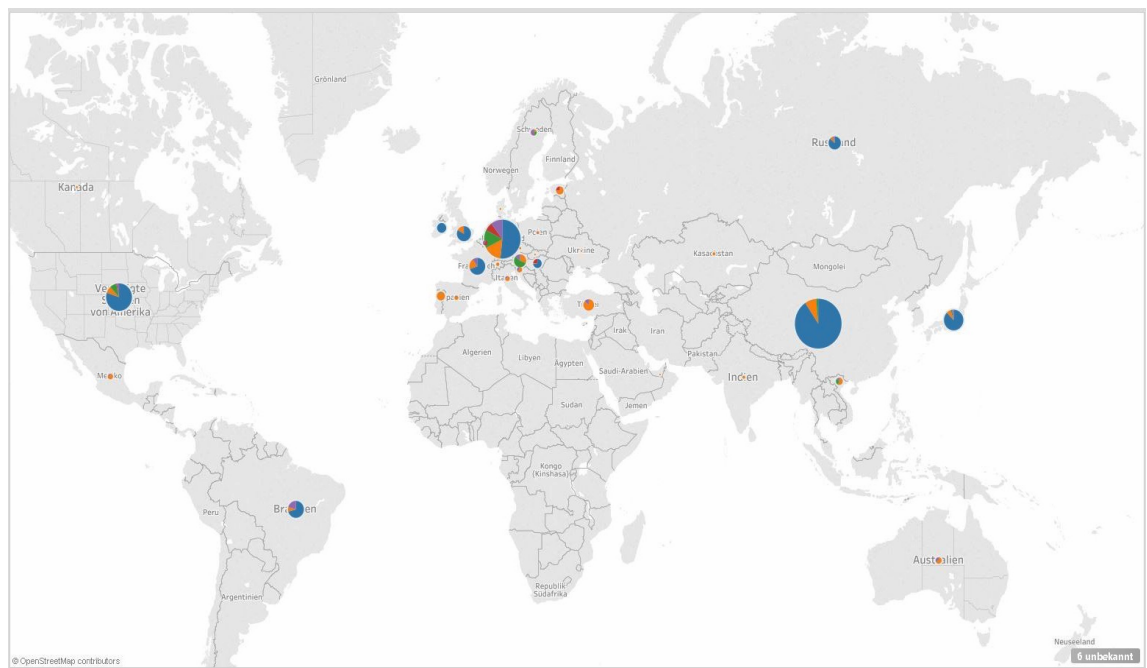 Grönland
Schweden
Finnland
Norwegen
Russland
Kanada
Polen
Ukraine
Kasachstan
Mongolei
Vereinigte
Staaten
von Amerika
Italien
Spanien
Irak
Iran
Pakistan
Algerien
Libyen
Ägypten
Saudi-Arabien
Indien
Mexiko
Sudan
Jemen
Kongo
(Kinshasa)
Peru
Brasilien
Australien
Republik
Südafrika
Argentinien
Neuseeland
6 unbekannt
© OpenStreetMap contributors